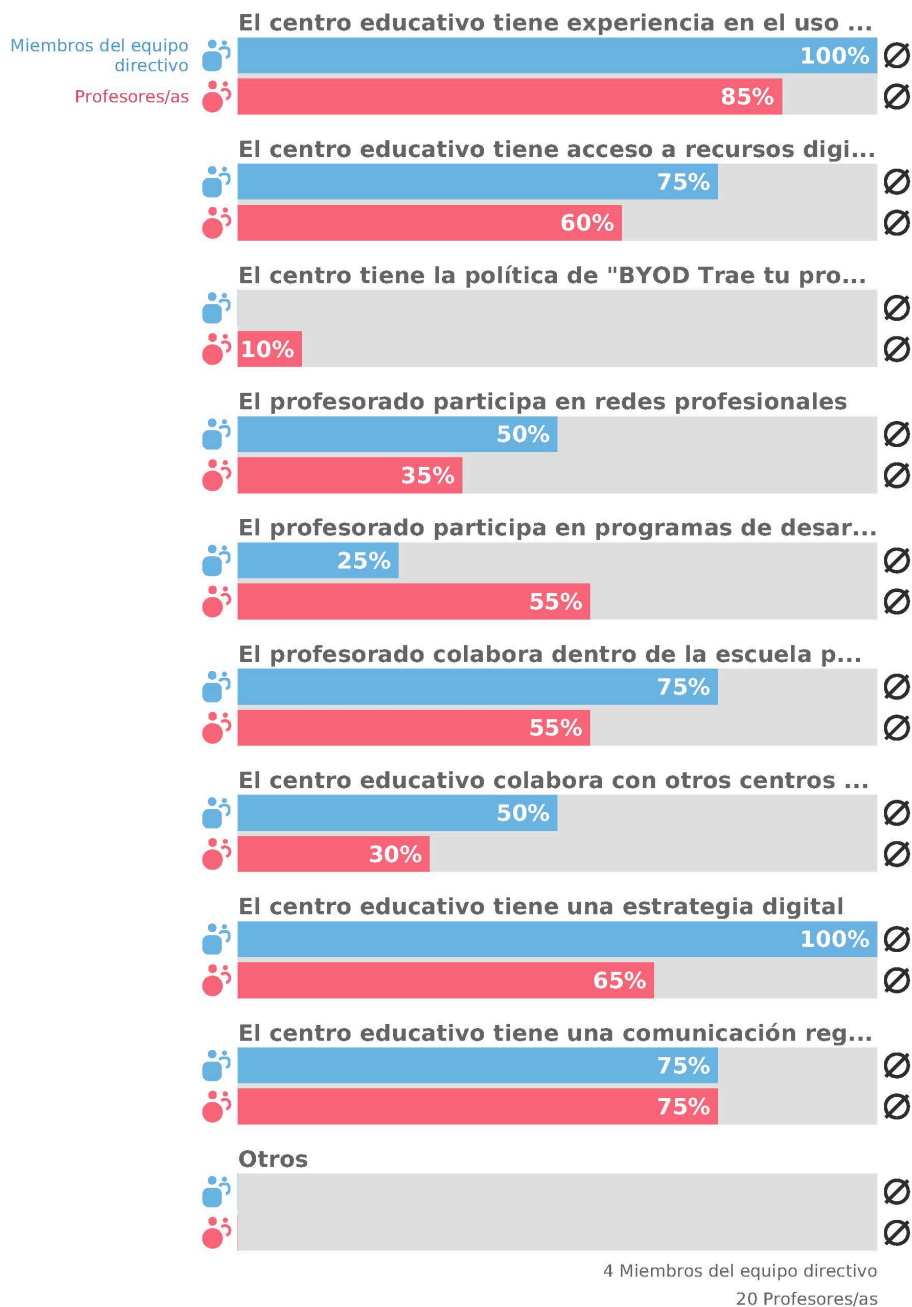 El centro educativo tiene experiencia en el uso ...
Miembros del equipo
directivo
100%
Profesores/as
85%
El centro educativo tiene acceso a recursos digi...
75%
60%
El centro tiene la política de "BYOD Trae tu pro...
10%
El profesorado participa en redes profesionales
50%
35%
El profesorado participa en programas de desar...
25%
55%
El profesorado colabora dentro de la escuela p...
75%
55%
El centro educativo colabora con otros centros ...
50%
30%
El centro educativo tiene una estrategia digital
100%
65%
El centro educativo tiene una comunicación reg...
75%
75%
Otros
4 Miembros del equipo directivo
20 Profesores/as